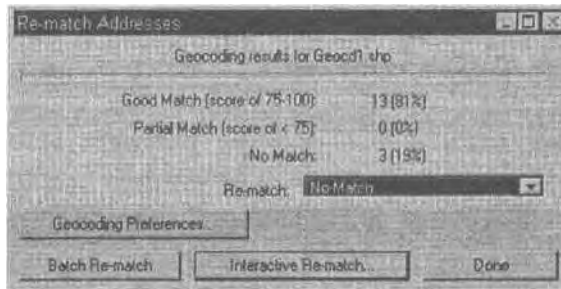 Re-match Addresses
Geocoding results for Geocd1.shp
Good Match (score of 75-100): 13 (81%)
Partial Match (score of < 75): 0 (0%)
No Match: 3 (19%)
Re-match: No Match
Geocoding Preferences...
Batch Re-match
Interactive Re-match...
Done